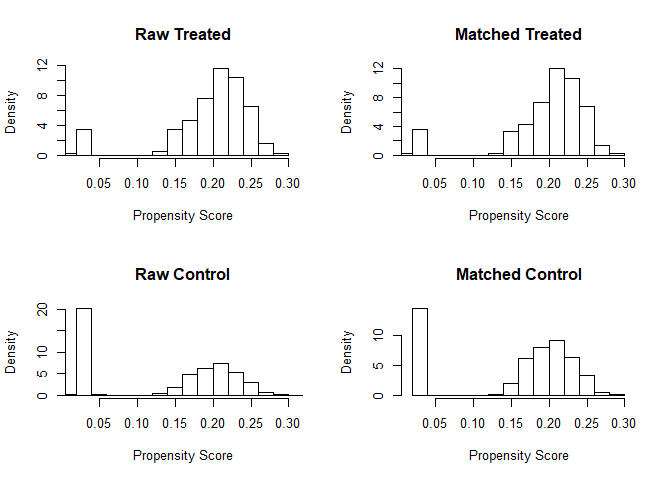 Raw Treated
Density
0 4 8 12
0.05 0.10 0.15 0.20 0.25 0.30
Propensity Score
Matched Treated
Density
0 4 8 12
0.05 0.10 0.15 0.20 0.25 0.30
Propensity Score
Raw Control
Density
0 5 10 20
0.05 0.10 0.15 0.20 0.25 0.30
Propensity Score
Matched Control
Density
0 5 10
0.05 0.10 0.15 0.20 0.25 0.30
Propensity Score